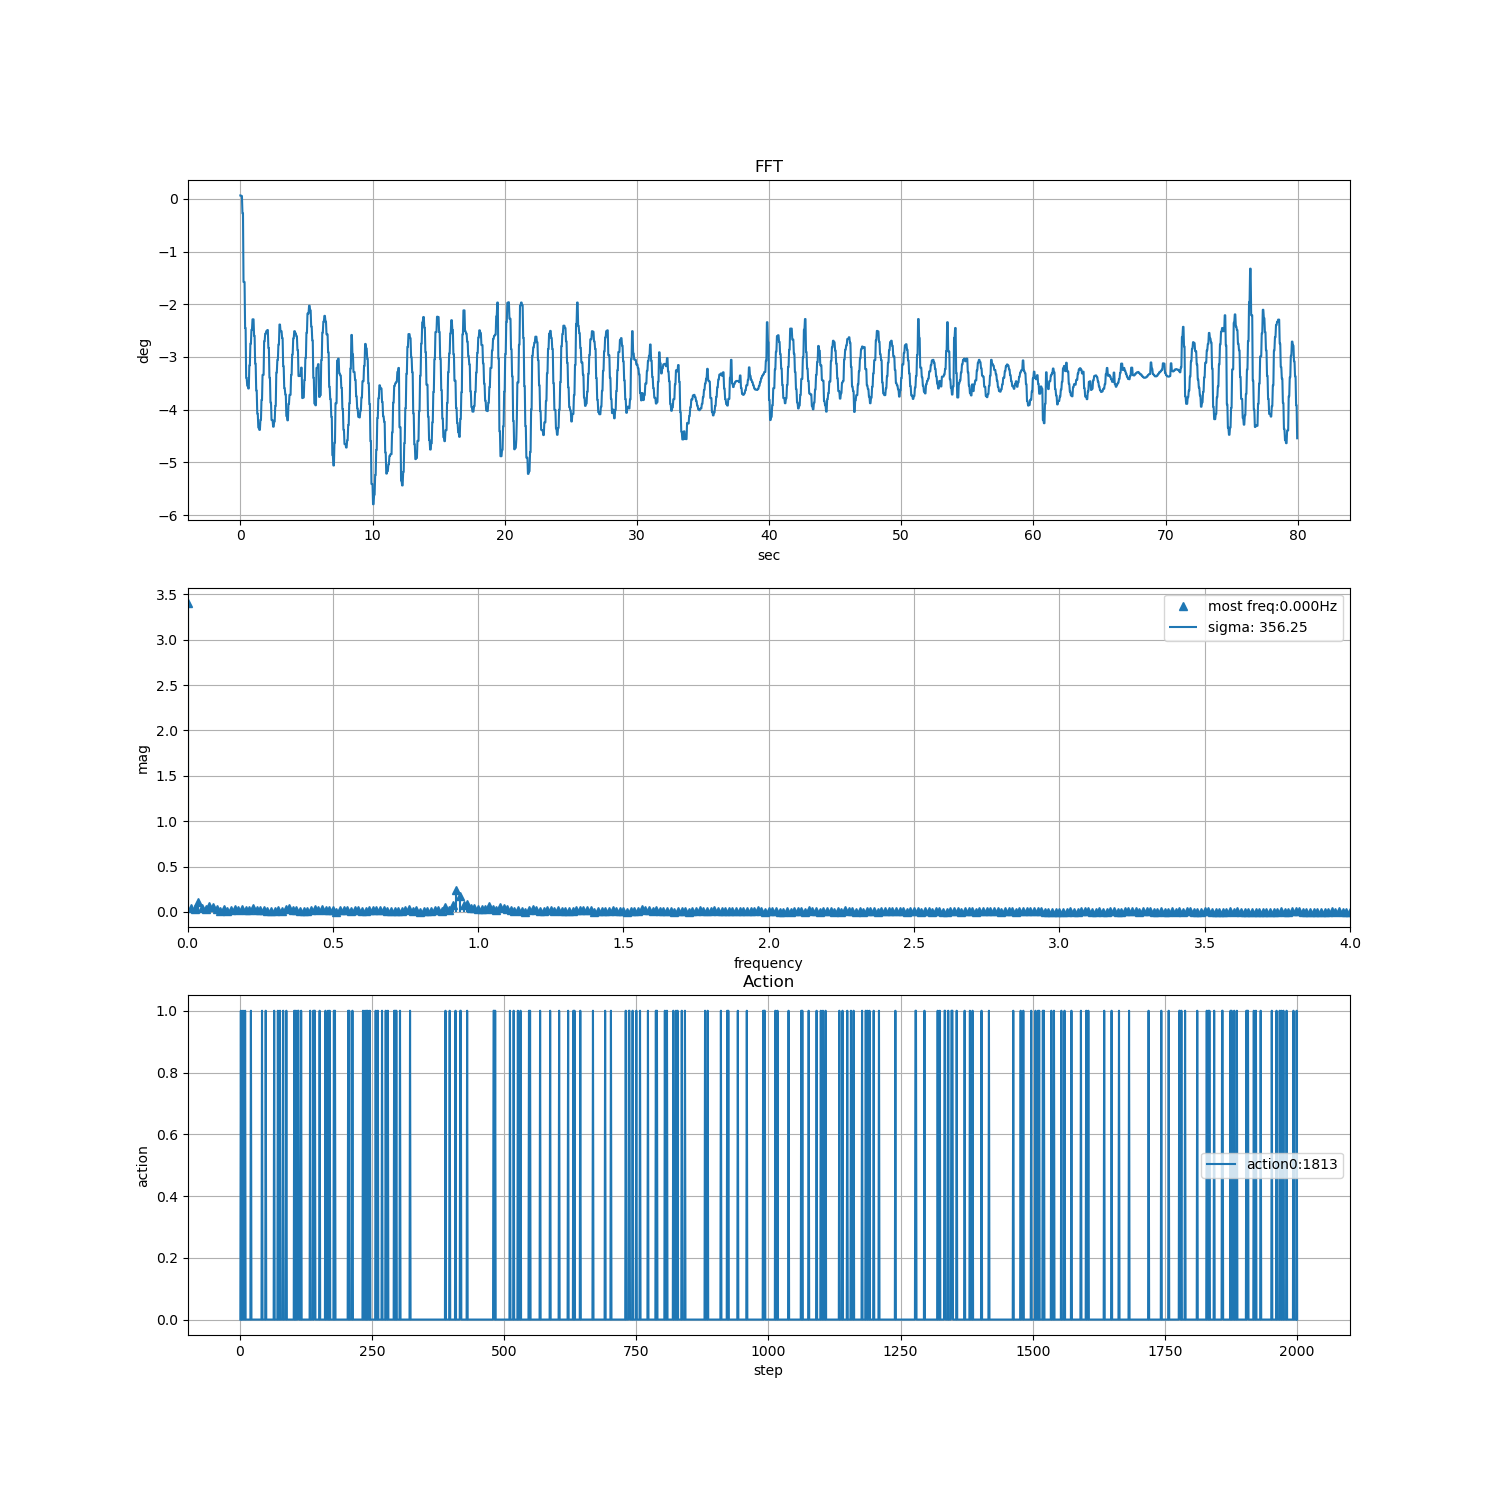 FFT
0
−1
−2
−3
−4
−5
−6
deg
0 10 20 30 40 50 60 70 80
sec
3.5
3.0
2.5
2.0
1.5
1.0
0.5
0.0
mag
most freq:0.000Hz
sigma: 356.25
0.0 0.5 1.0 1.5 2.0 2.5 3.0 3.5 4.0
frequency
Action
1.0
0.8
0.6
0.4
0.2
0.0
action
action0:1813
0 250 500 750 1000 1250 1500 1750 2000
step